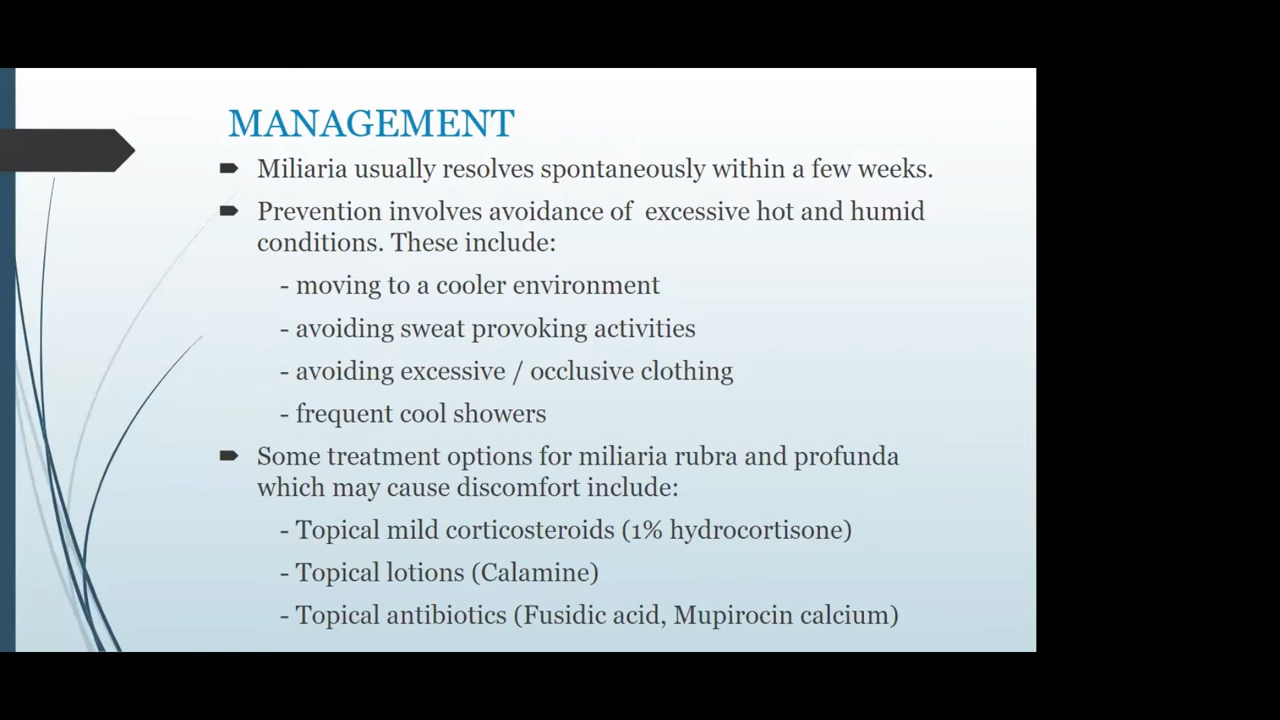 MANAGEMENT
Miliaria usually resolves spontaneously within a few weeks.
Prevention involves avoidance of excessive hot and humid
conditions. These include:
- moving to a cooler environment
- avoiding sweat provoking activities
- avoiding excessive / occlusive clothing
- frequent cool showers
Some treatment options for miliaria rubra and profunda
which may cause discomfort include:
- Topical mild corticosteroids (1% hydrocortisone)
- Topical lotions (Calamine)
- Topical antibiotics (Fusidic acid, Mupirocin calcium)